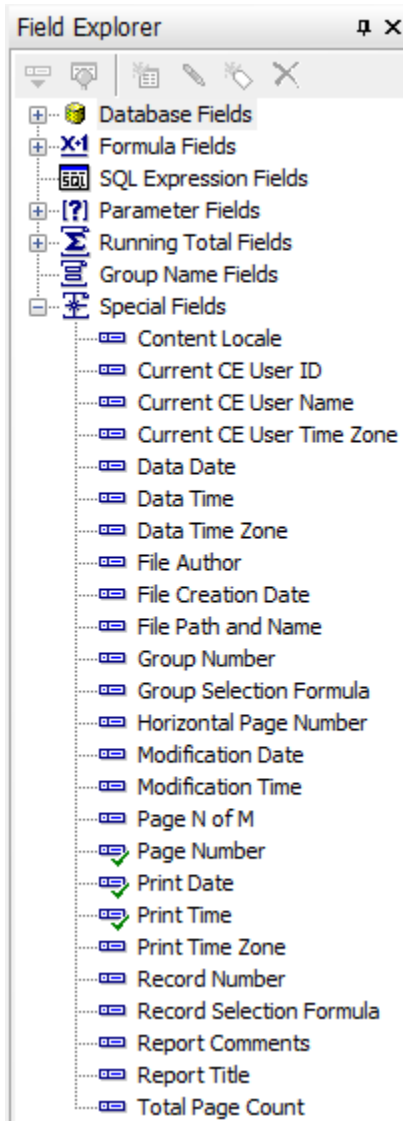 Field Explorer
Database Fields
X+1 Formula Fields
SQL SQL Expression Fields
[?] Parameter Fields
Σ Running Total Fields
Group Name Fields
Special Fields
Content Locale
Current CE User ID
Current CE User Name
Current CE User Time Zone
Data Date
Data Time
Data Time Zone
File Author
File Creation Date
File Path and Name
Group Number
Group Selection Formula
Horizontal Page Number
Modification Date
Modification Time
Page N of M
Page Number
Print Date
Print Time
Print Time Zone
Record Number
Record Selection Formula
Report Comments
Report Title
Total Page Count